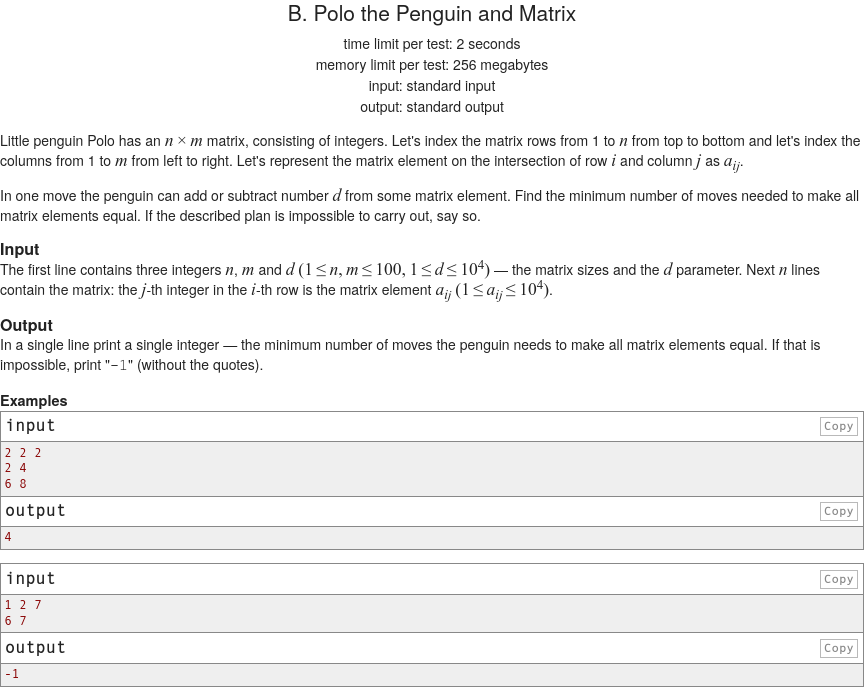 B. Polo the Penguin and Matrix
time limit per test: 2 seconds
memory limit per test: 256 megabytes
input: standard input
output: standard output
Little penguin Polo has an n × m matrix, consisting of integers. Let's index the matrix rows from 1 to n from top to bottom and let's index the
columns from 1 to m from left to right. Let's represent the matrix element on the intersection of row i and column j as a_{ij}.
In one move the penguin can add or subtract number d from some matrix element. Find the minimum number of moves needed to make all
matrix elements equal. If the described plan is impossible to carry out, say so.
Input
The first line contains three integers n, m and d (1 ≤ n, m ≤ 100, 1 ≤ d ≤ 10^4) — the matrix sizes and the d parameter. Next n lines
contain the matrix: the j-th integer in the i-th row is the matrix element a_{ij} (1 ≤ a_{ij} ≤ 10^4).
Output
In a single line print a single integer — the minimum number of moves the penguin needs to make all matrix elements equal. If that is
impossible, print "-1" (without the quotes).
Examples
input Copy
2 2 2
2 4
6 8
output Copy
4
input Copy
1 2 7
6 7
output Copy
-1